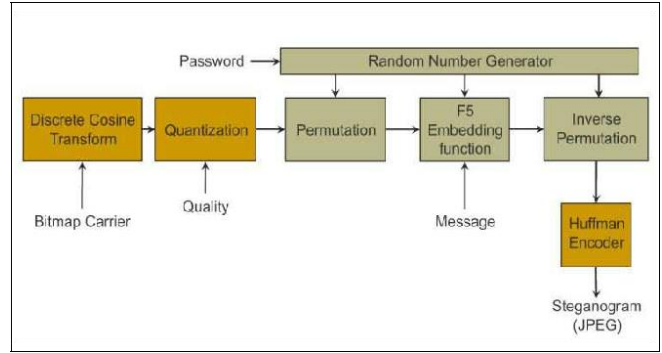 Password
Random Number Generator
Discrete Cosine
Transform
Quantization
Permutation
F5
Embedding
function
Inverse
Permutation
Bitmap Carrier
Quality
Message
Huffman
Encoder
Steganogram
(JPEG)